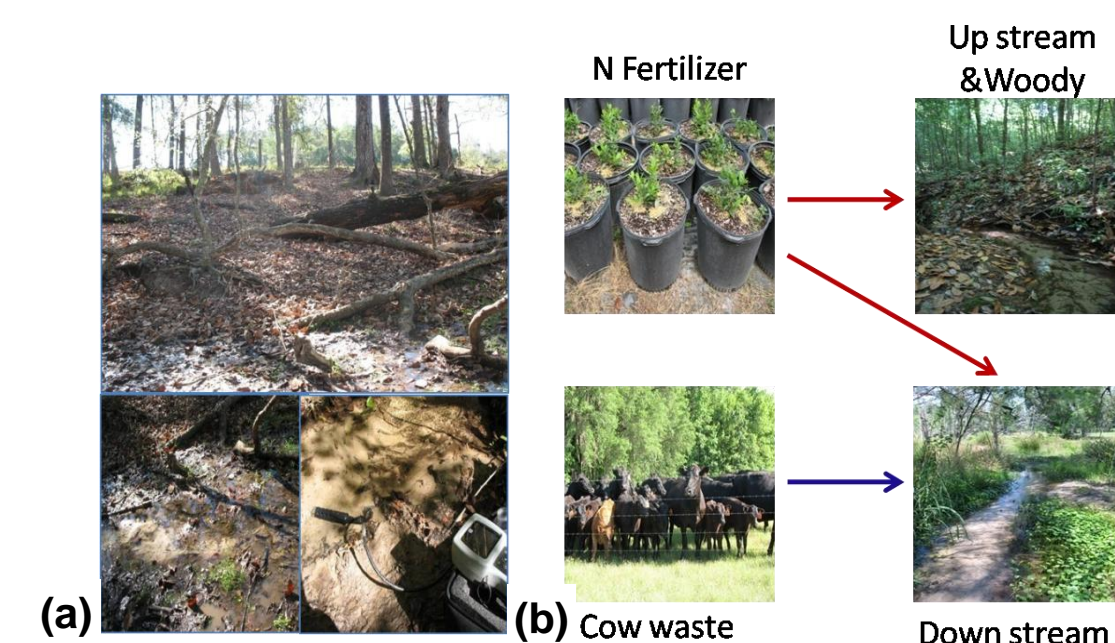 Up stream
&Woody
N Fertilizer
(a)
(b)
Cow waste
Down stream